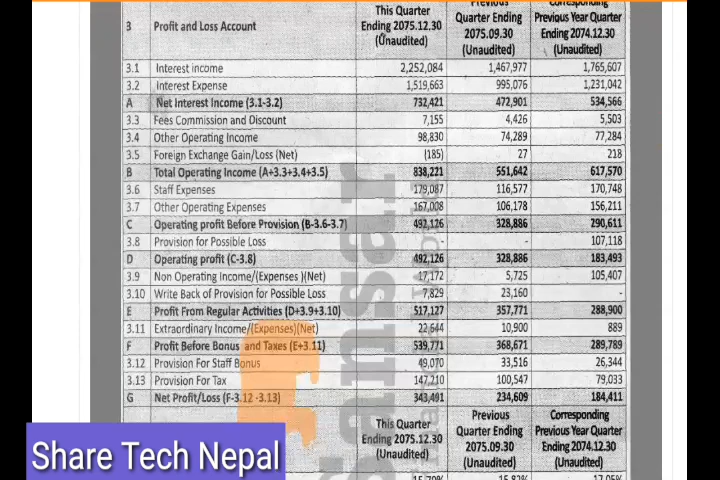 3 Profit and Loss Account This Quarter Ending 2075.12.30 (Unaudited) Previous Quarter Ending 2075.09.30 (Unaudited) Corresponding Previous Year Quarter Ending 2074.12.30 (Unaudited)
3.1 Interest income 2,252,084 1,467,977 1,765,607
3.2 Interest Expense 1,519,663 995,076 1,231,042
A Net Interest Income (3.1-3.2) 732,421 472,901 534,566
3.3 Fees Commission and Discount 7,155 4,426 5,503
3.4 Other Operating Income 98,830 74,289 77,284
3.5 Foreign Exchange Gain/Loss (Net) (185) 27 218
B Total Operating Income (A+3.3+3.4+3.5) 838,221 551,642 617,570
3.6 Staff Expenses 179,087 116,577 170,748
3.7 Other Operating Expenses 167,008 106,178 156,211
C Operating profit Before Provision (B-3.6-3.7) 492,126 328,886 290,611
3.8 Provision for Possible Loss - - 107,118
D Operating profit (C-3.8) 492,126 328,886 183,493
3.9 Non Operating Income/(Expenses )(Net) 17,172 5,725 105,407
3.10 Write Back of Provision for Possible Loss 7,829 23,160 -
E Profit From Regular Activities (D+3.9+3.10) 517,127 357,771 288,900
3.11 Extraordinary Income/(Expenses)(Net) 22,644 10,900 889
F Profit Before Bonus and Taxes (E+3.11) 539,771 368,671 289,789
3.12 Provision For Staff Bonus 49,070 33,516 26,344
3.13 Provision For Tax 147,210 100,547 79,033
G Net Profit/Loss (F-3.12 -3.13) 343,491 234,609 184,411
This Quarter Ending 2075.12.30 (Unaudited) Previous Quarter Ending 2075.09.30 (Unaudited) Corresponding Previous Year Quarter Ending 2074.12.30 (Unaudited)
15.82% 17.05%
Share Tech Nepal